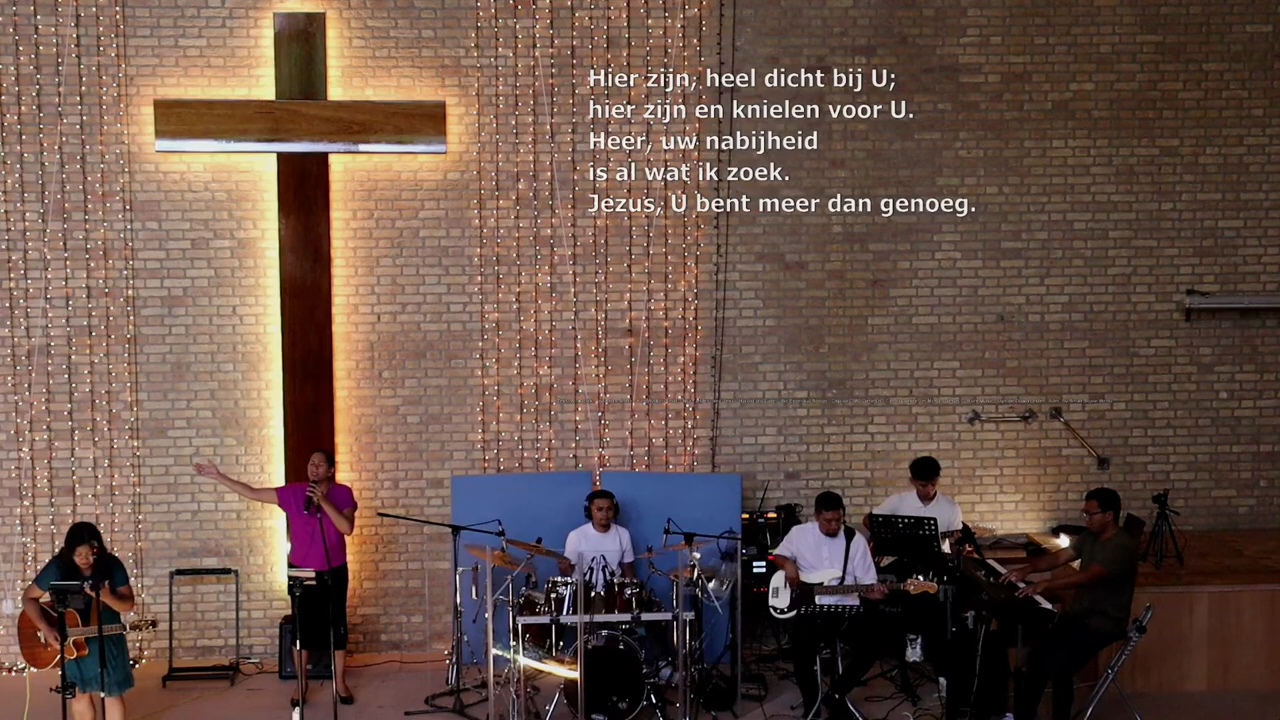 Hier zijn, heel dicht bij U;
hier zijn en knielen voor U.
Heer, uw nabijheid
is al wat ik zoek.
Jezus, U bent meer dan genoeg.